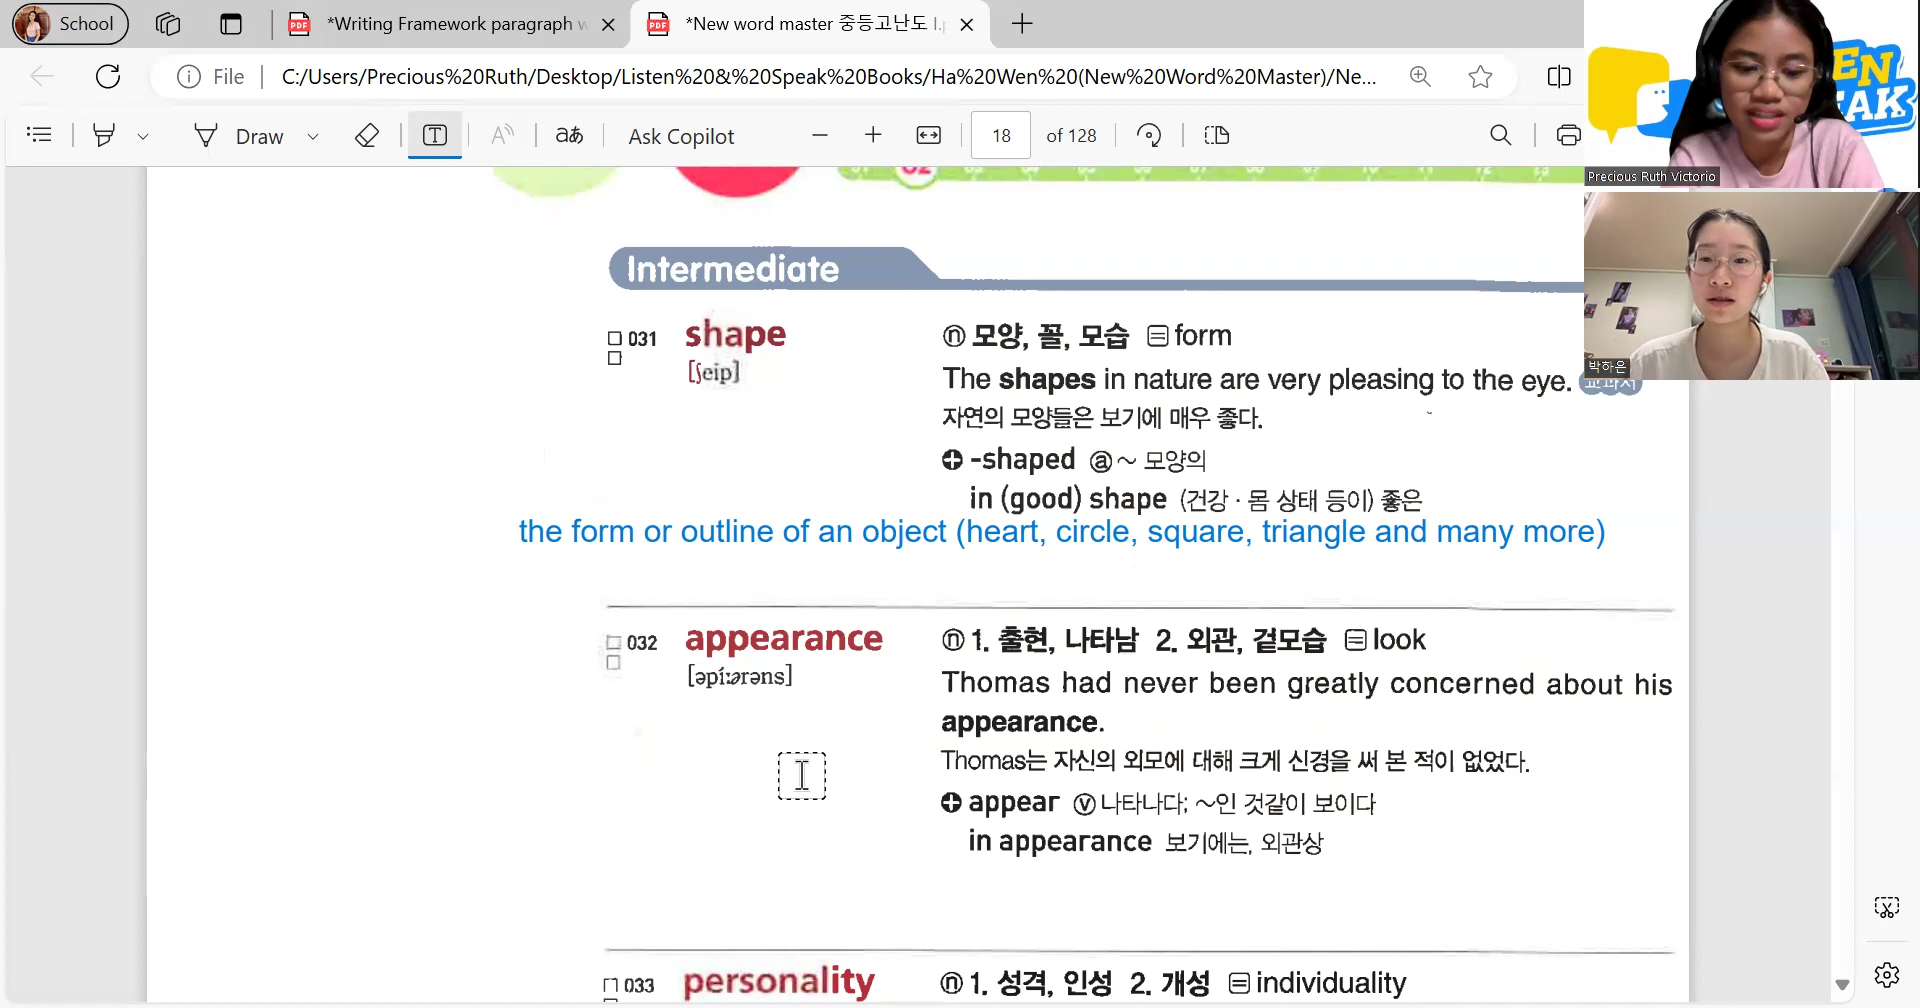 School
*Writing Framework paragraph w
*New word master 중등고난도 I.p
File
C:/Users/Precious%20Ruth/Desktop/Listen%20&%20Speak%20Books/Ha%20Wen%20(New%20Word%20Master)/Ne...
Draw
Ask Copilot
18 of 128
EN
EAK
Precious Ruth Victorio
박하은
02
Intermediate
031 shape
[ʃeip]
ⓝ 모양, 꼴, 모습 form
The shapes in nature are very pleasing to the eye. 교과서
자연의 모양들은 보기에 매우 좋다.
-shaped ⓐ ~ 모양의
in (good) shape (건강 · 몸 상태 등이) 좋은
the form or outline of an object (heart, circle, square, triangle and many more)
032 appearance
[əpíːərəns]
ⓝ 1. 출현, 나타남 2. 외관, 겉모습 look
Thomas had never been greatly concerned about his
appearance.
Thomas는 자신의 외모에 대해 크게 신경을 써 본 적이 없었다.
appear ⓥ 나타나다; ~인 것같이 보이다
in appearance 보기에는, 외관상
033 personality
ⓝ 1. 성격, 인성 2. 개성 individuality